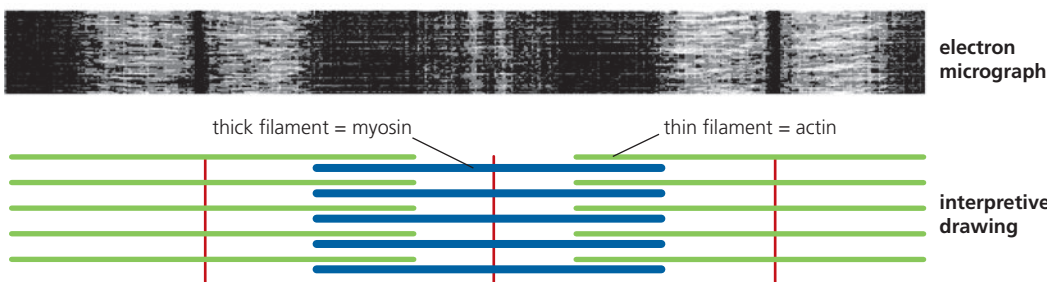 electron
micrograph
thick filament = myosin
thin filament = actin
interpretive
drawing